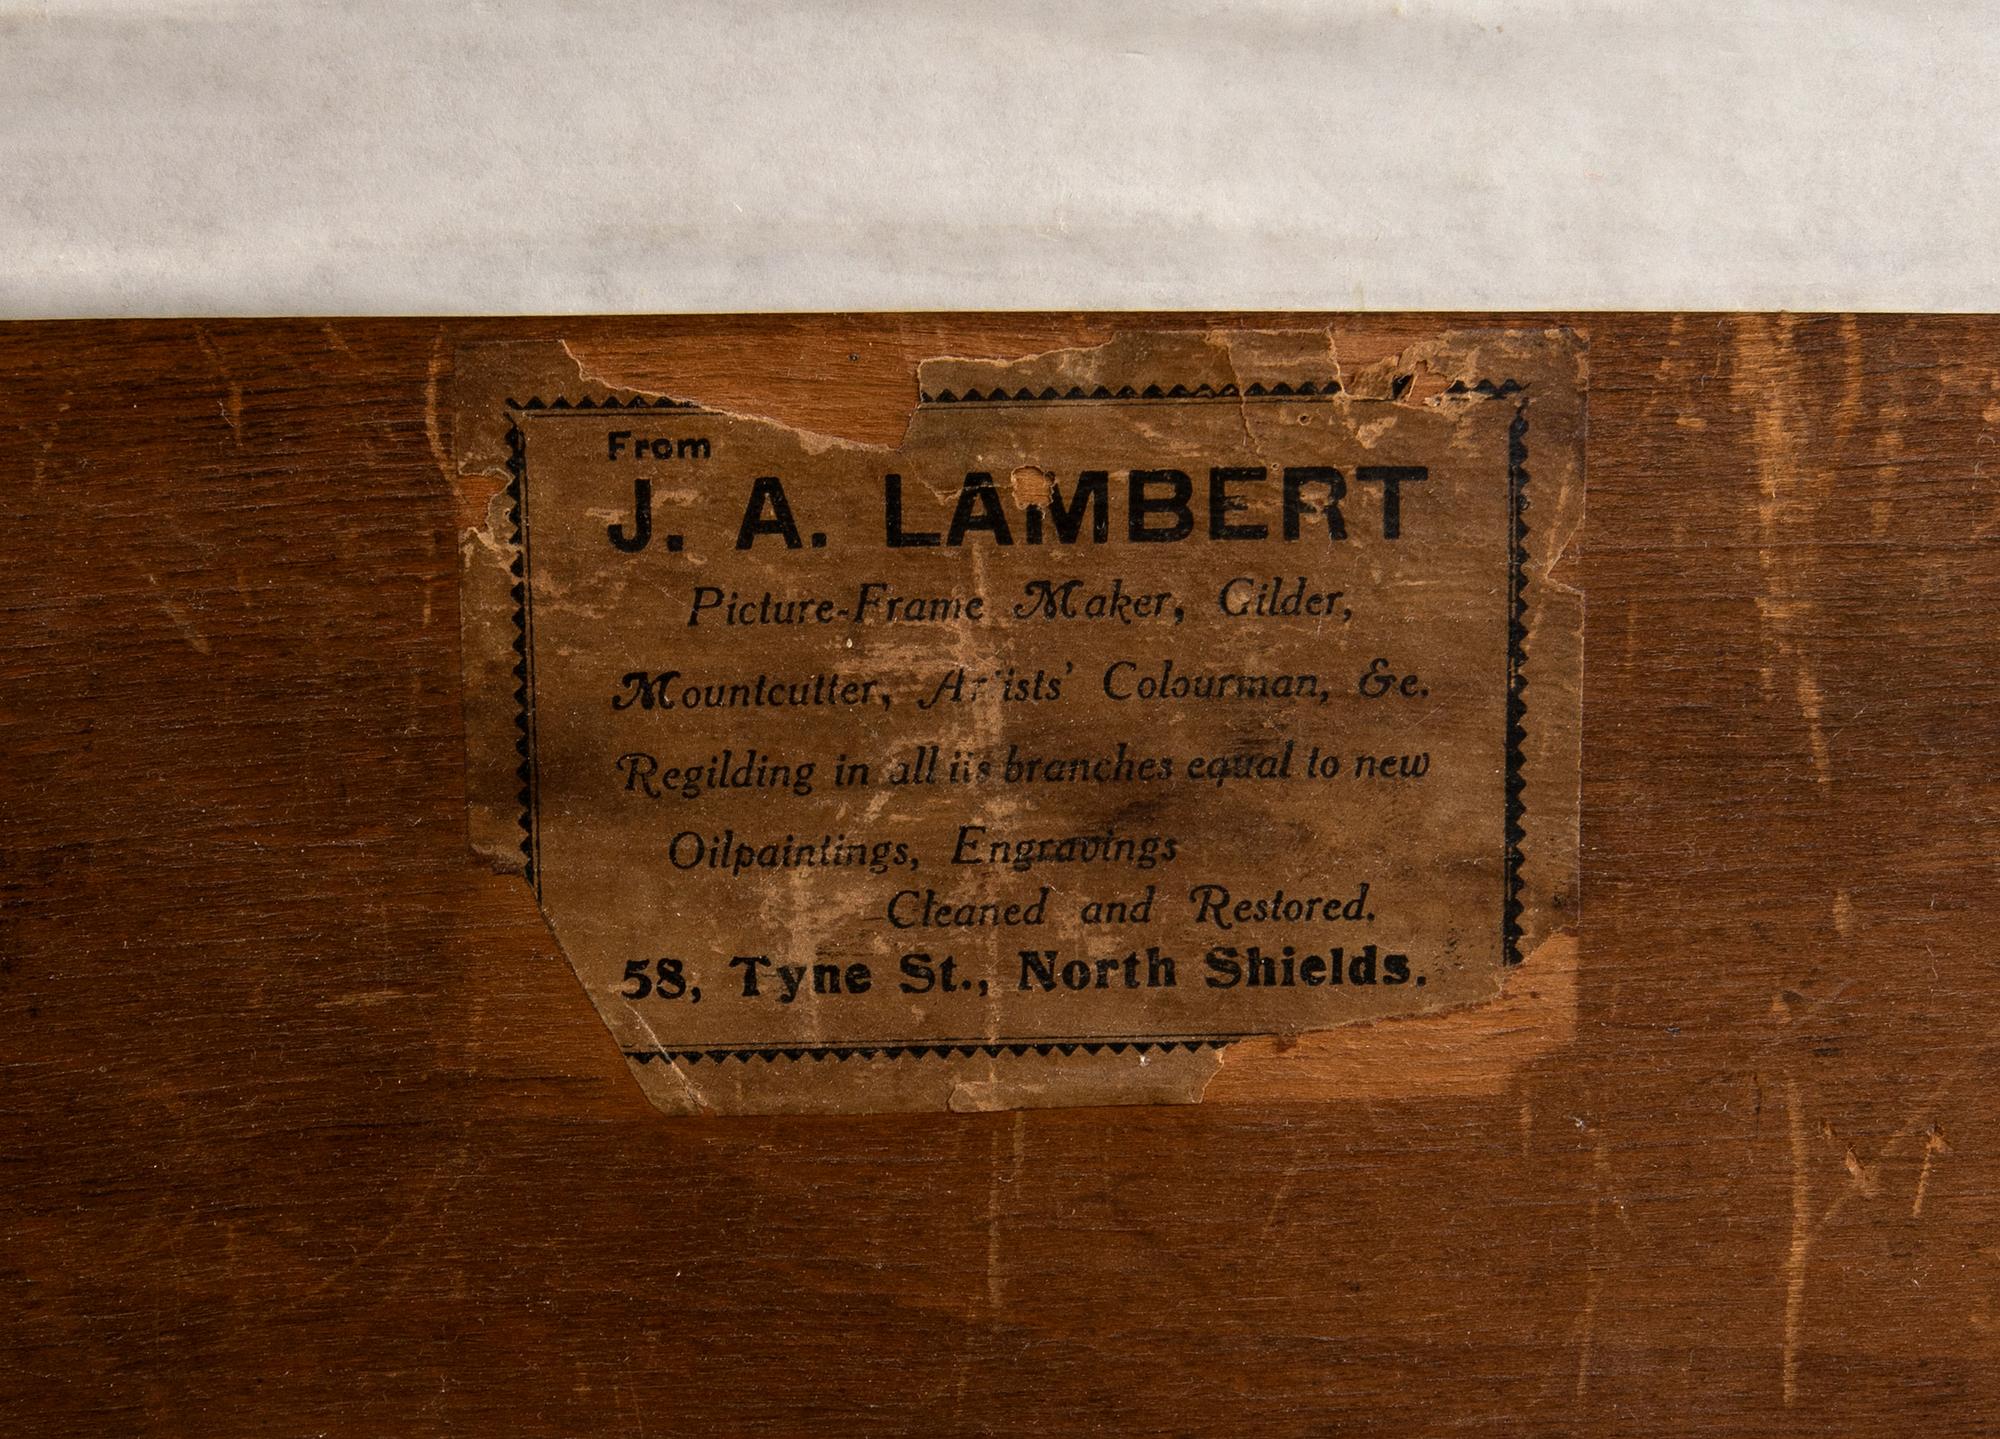 From
J. A. LAMBERT
Picture-Frame Maker, Gilder,
Mountcutter, Artists' Colourman, &c.
Regilding in all its branches equal to new
Oilpaintings, Engravings
Cleaned and Restored.
58, Tyne St., North Shields.